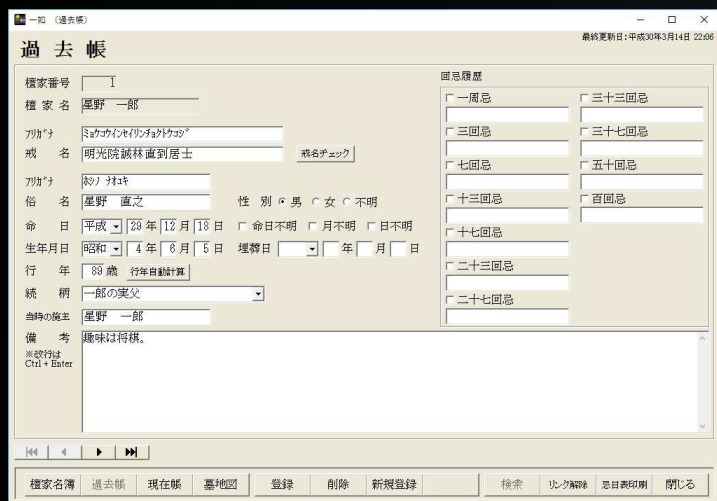 一如 〔過去帳〕
最終更新日:平成30年3月14日 22:06
過 去 帳
檀家番号 1
檀 家 名 星野 一郎
フリガナ ミョウコウインセイリンチョクトウコジ
戒 名 明光院誠林直到居士 戒名チェック
フリガナ ホシノ ナオユキ
俗 名 星野 直之 性 別 男 女 不明
命 日 平成 29 年 12 月 18 日 命日不明 月不明 日不明
生年月日 昭和 4 年 6 月 5 日 埋葬日 年 月 日
行 年 89 歳 行年自動計算
続 柄 一郎の実父
当時の施主 星野 一郎
備 考 趣味は将棋。
※改行は
Ctrl + Enter
回忌履歴
一周忌 三十三回忌
三回忌 三十七回忌
七回忌 五十回忌
十三回忌 百回忌
十七回忌
二十三回忌
二十七回忌
檀家名簿 過去帳 現在帳 墓地図 登録 削除 新規登録 検索 リンク解除 忌日表印刷 閉じる